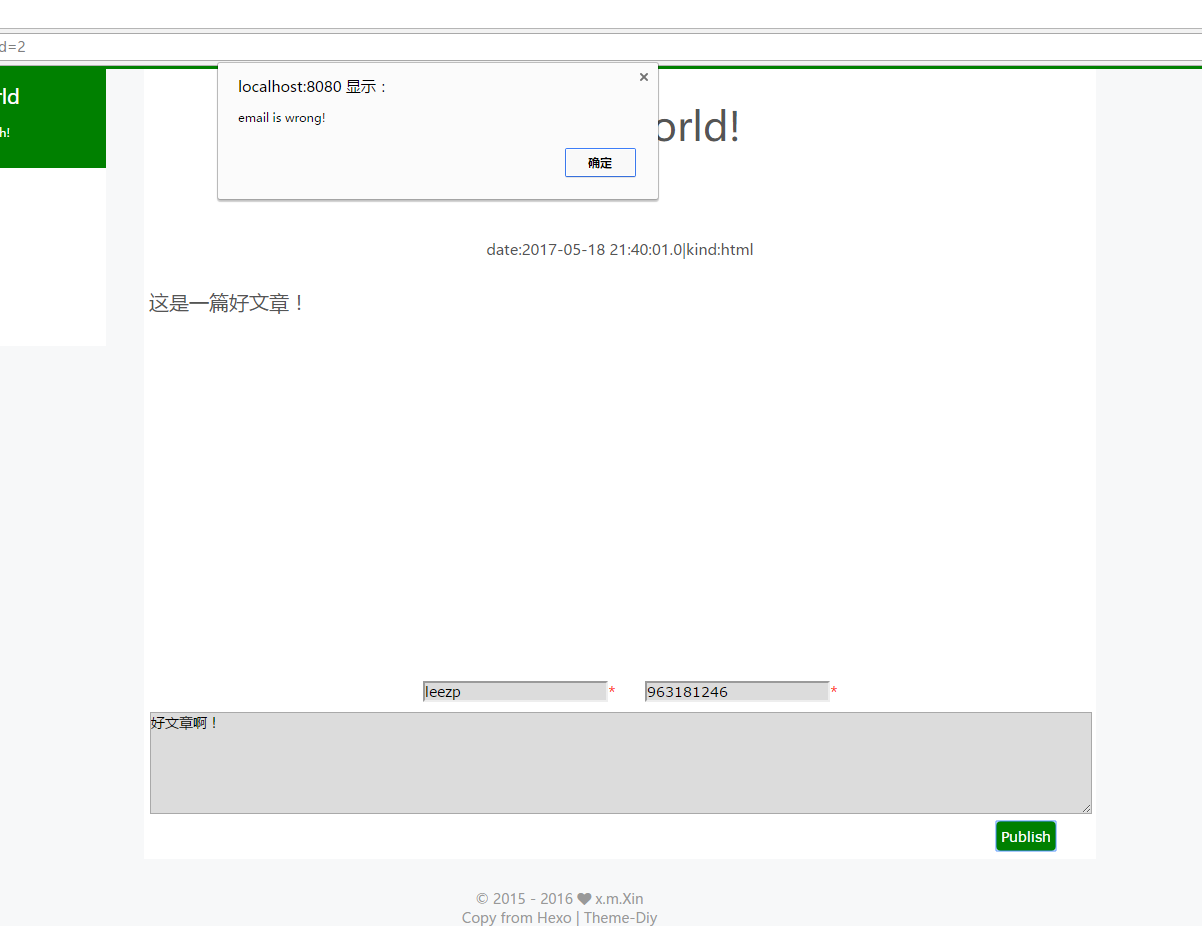 d=2
rld
h!
localhost:8080 显示：
email is wrong!
确定
orld!
date:2017-05-18 21:40:01.0|kind:html
这是一篇好文章！
leezp * 963181246 *
好文章啊！
Publish
© 2015 - 2016 ❤ x.m.Xin
Copy from Hexo | Theme-Diy